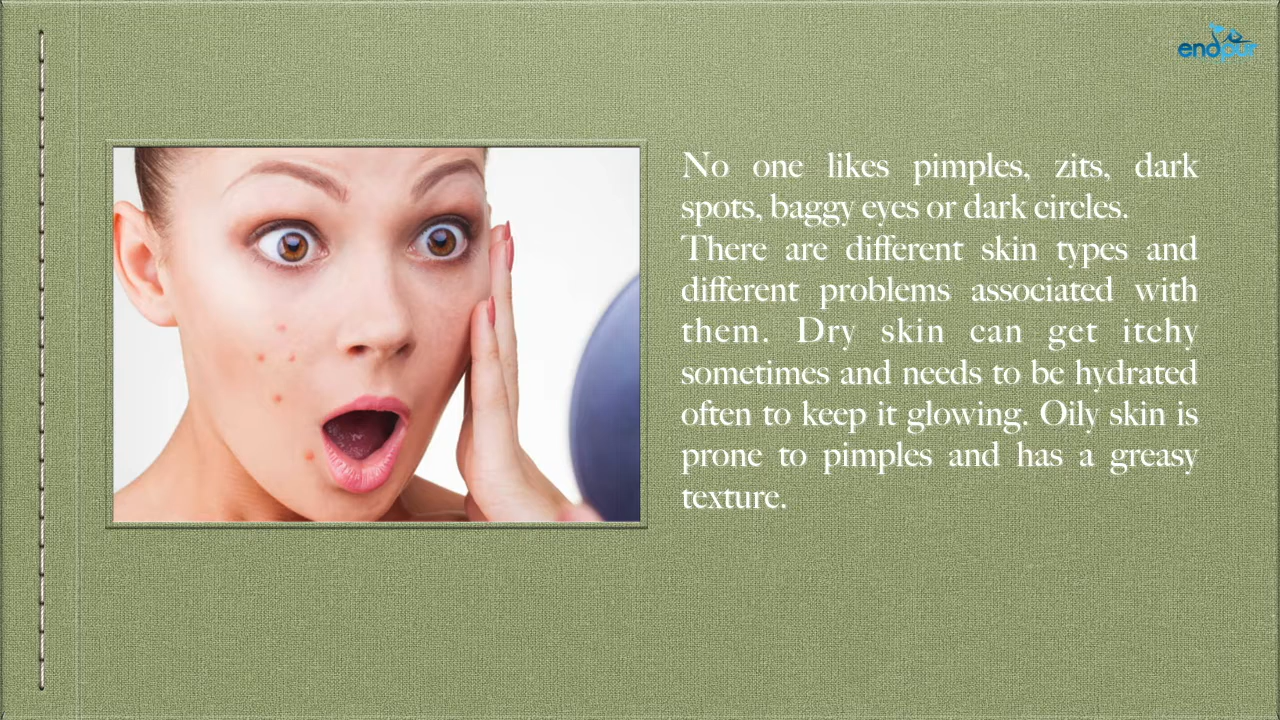 endpur
No one likes pimples, zits, dark
spots, baggy eyes or dark circles.
There are different skin types and
different problems associated with
them. Dry skin can get itchy
sometimes and needs to be hydrated
often to keep it glowing. Oily skin is
prone to pimples and has a greasy
texture.